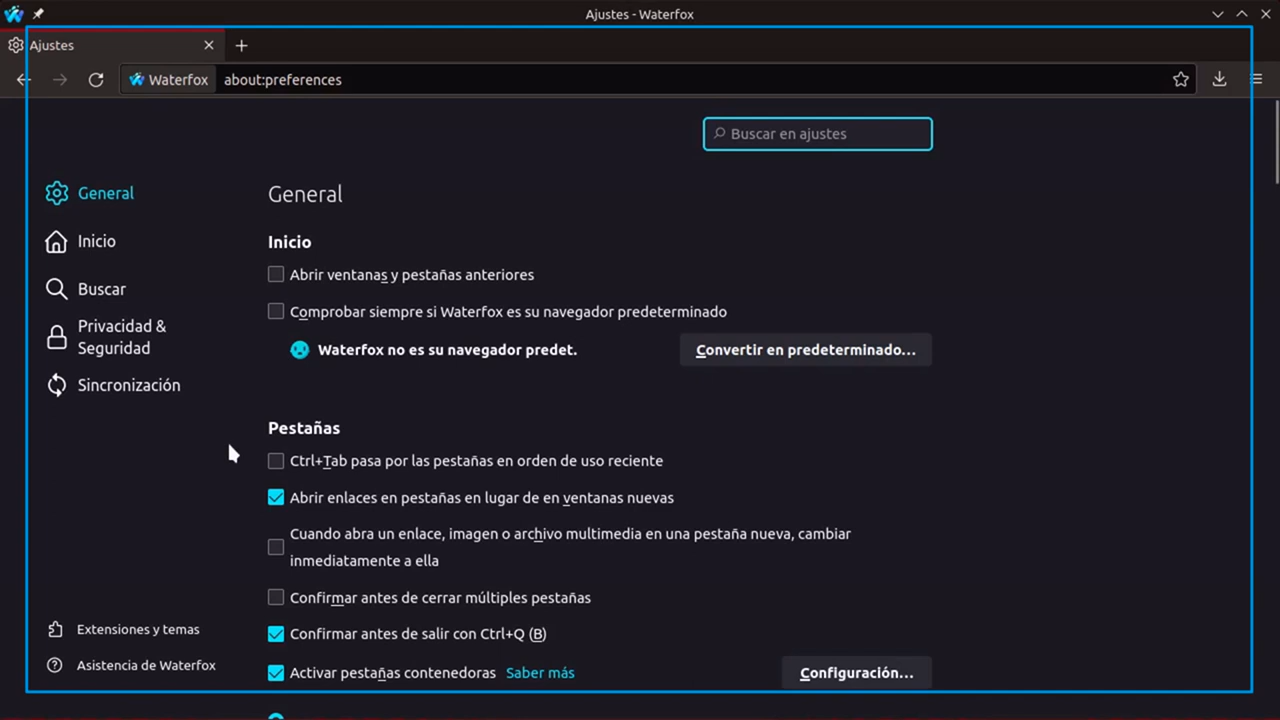 Ajustes - Waterfox
Ajustes
Waterfox about:preferences
Buscar en ajustes
General
Inicio
Buscar
Privacidad &
Seguridad
Sincronización
Extensiones y temas
Asistencia de Waterfox
General
Inicio
Abrir ventanas y pestañas anteriores
Comprobar siempre si Waterfox es su navegador predeterminado
Waterfox no es su navegador predet.
Convertir en predeterminado...
Pestañas
Ctrl+Tab pasa por las pestañas en orden de uso reciente
Abrir enlaces en pestañas en lugar de en ventanas nuevas
Cuando abra un enlace, imagen o archivo multimedia en una pestaña nueva, cambiar
inmediatamente a ella
Confirmar antes de cerrar múltiples pestañas
Confirmar antes de salir con Ctrl+Q (B)
Activar pestañas contenedoras Saber más
Configuración...